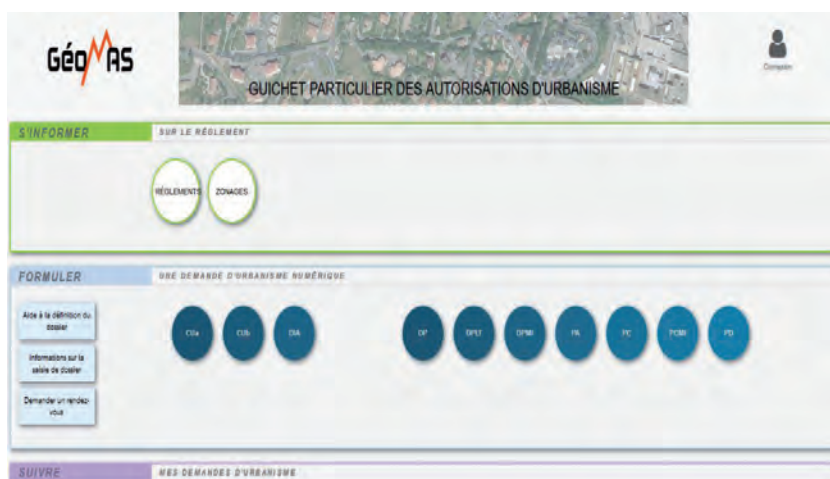 GéoMAS
GUICHET PARTICULIER DES AUTORISATIONS D'URBANISME
Connexion
S'INFORMER
SUR LE RÉGLEMENT
RÉGLEMENTS
ZONAGES
FORMULER
UNE DEMANDE D'URBANISME NUMÉRIQUE
Aide à la définition du
dossier
Informations sur la
saisie de dossier
Demander un rendez-
vous
CUa
CUb
DIA
DP
DPLT
DPMI
PA
PC
PCMI
PD
SUIVRE
MES DEMANDES D'URBANISME